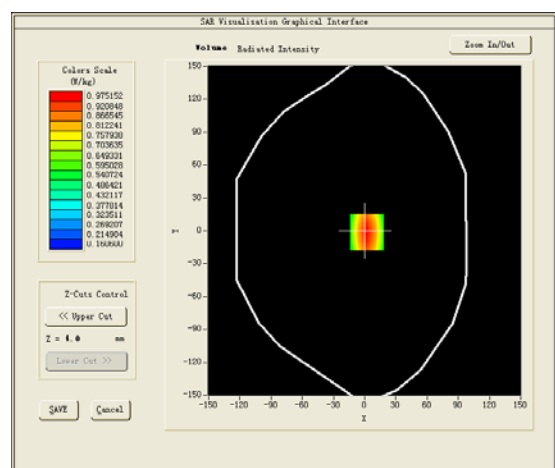 SAR Visualisation Graphical Interface
Volume Radiated Intensity
Zoom In/Out
Colors Scale
(W/kg)
0.975152
0.920848
0.866545
0.812241
0.757938
0.703635
0.649331
0.595028
0.540724
0.486421
0.432117
0.377814
0.323511
0.269207
0.214904
0.160600
Z-Cuts Control
<< Upper Cut
Z = 4.0 mm
Lower Cut >>
SAVE Cancel
150
120
90
60
30
0
-30
-60
-90
-120
-150
Y
-150 -120 -90 -60 -30 0 30 60 90 120 150
X